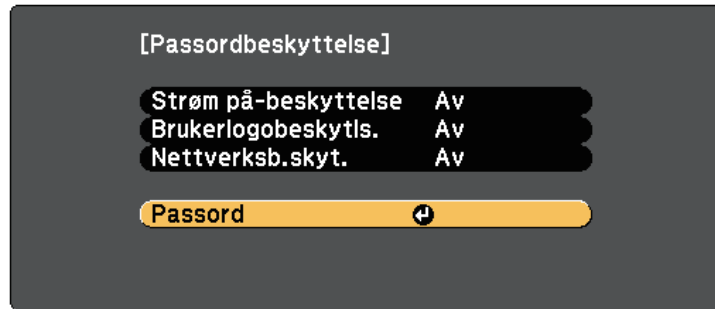 [Passordbeskyttelse]
Strøm på-beskyttelse Av
Brukerlogobeskytls. Av
Nettverksb.skyt. Av
Passord